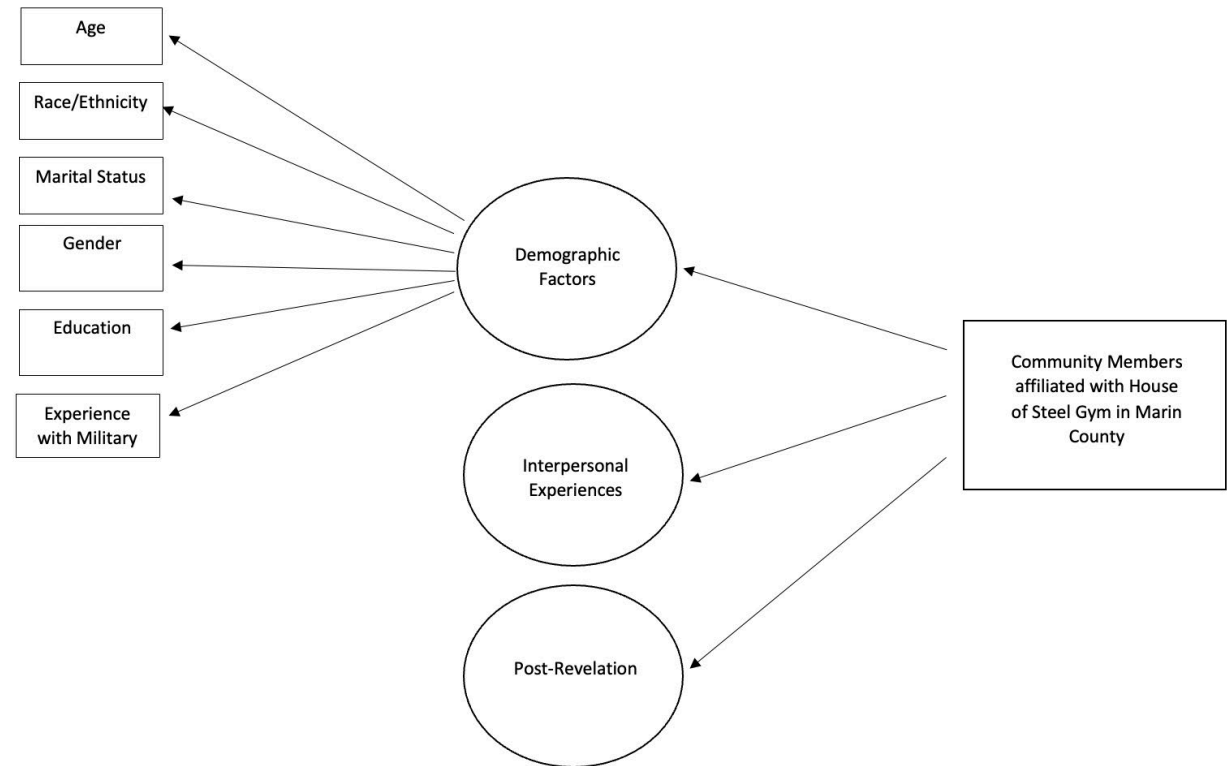 Age
Race/Ethnicity
Marital Status
Gender
Education
Experience
with Military
Demographic
Factors
Interpersonal
Experiences
Post-Revelation
Community Members
affiliated with House
of Steel Gym in Marin
County